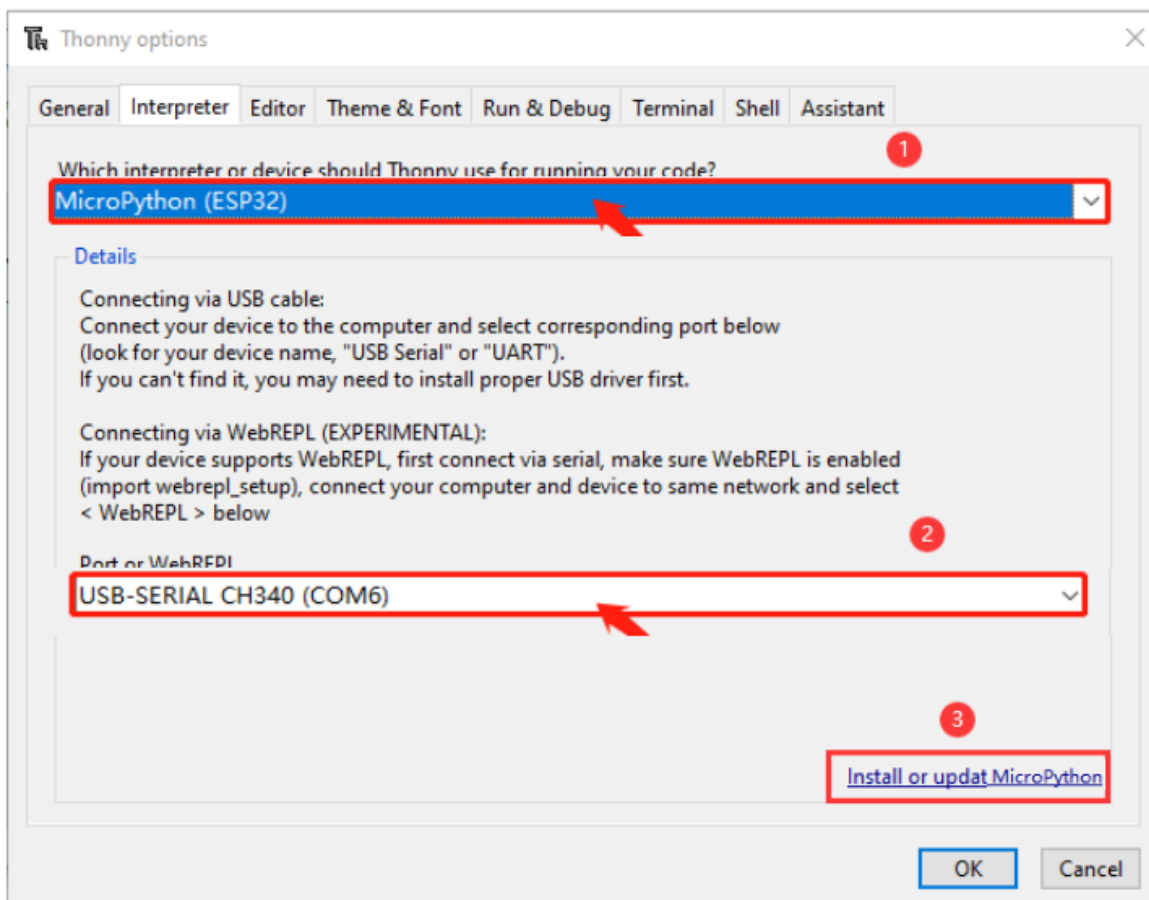 Thonny options
General Interpreter Editor Theme & Font Run & Debug Terminal Shell Assistant
1
Which interpreter or device should Thonny use for running your code?
MicroPython (ESP32)
Details
Connecting via USB cable:
Connect your device to the computer and select corresponding port below
(look for your device name, "USB Serial" or "UART").
If you can't find it, you may need to install proper USB driver first.
Connecting via WebREPL (EXPERIMENTAL):
If your device supports WebREPL, first connect via serial, make sure WebREPL is enabled
(import webrepl_setup), connect your computer and device to same network and select
< WebREPL > below
2
Port or WebREPL
USB-SERIAL CH340 (COM6)
3
Install or updat MicroPython
OK Cancel